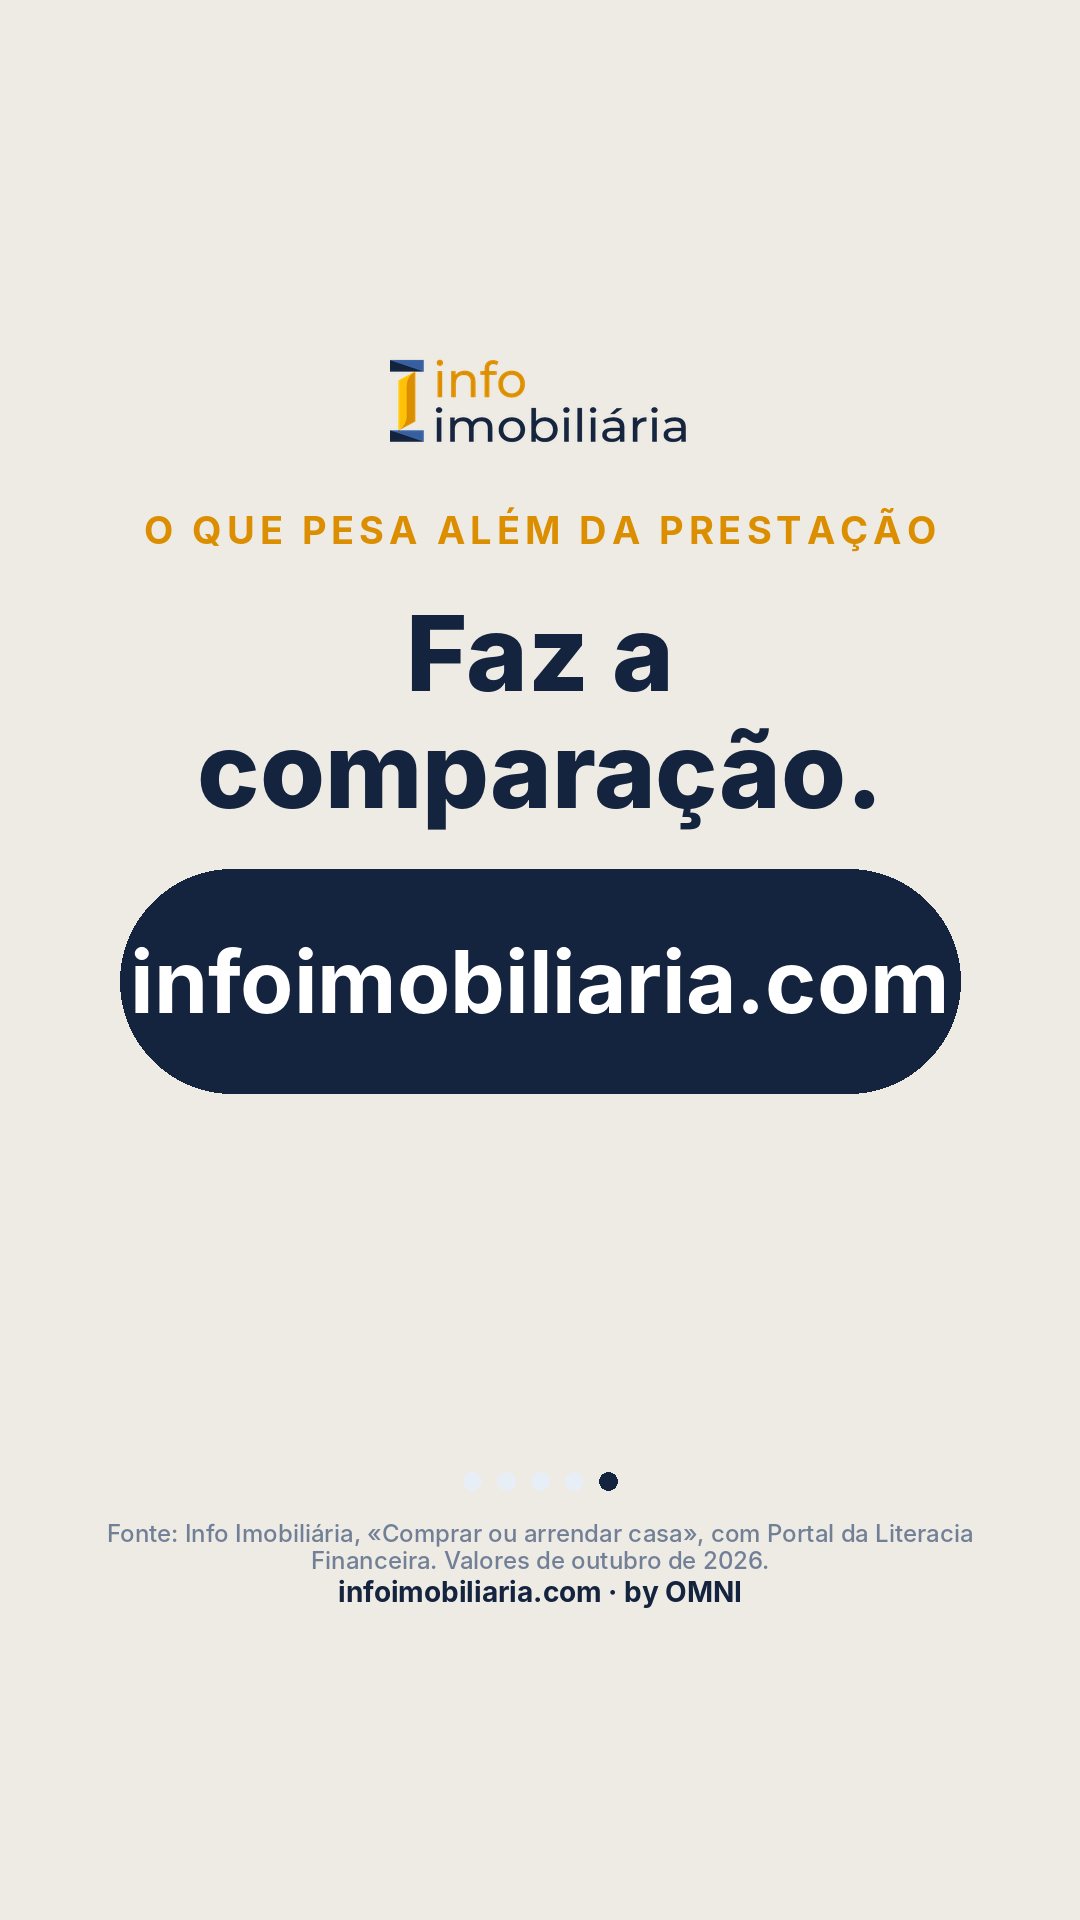 info
imobiliária
O QUE PESA ALÉM DA PRESTAÇÃO
Faz a
comparação.
infoimobiliaria.com
Fonte: Info Imobiliária, «Comprar ou arrendar casa», com Portal da Literacia
Financeira. Valores de outubro de 2026.
infoimobiliaria.com · by OMNI